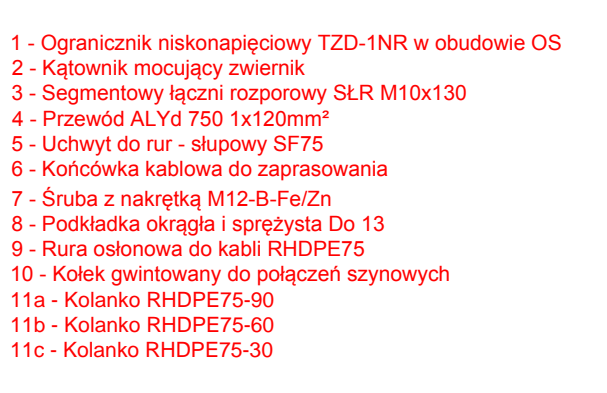 1 - Ogranicznik niskonapięciowy TZD-1NR w obudowie OS
2 - Kątownik mocujący zwiernik
3 - Segmentowy łączni rozporowy SŁR M10x130
4 - Przewód ALYd 750 1x120mm²
5 - Uchwyt do rur - słupowy SF75
6 - Końcówka kablowa do zaprasowania
7 - Śruba z nakrętką M12-B-Fe/Zn
8 - Podkładka okrągła i sprężysta Do 13
9 - Rura osłonowa do kabli RHDPE75
10 - Kołek gwintowany do połączeń szynowych
11a - Kolanko RHDPE75-90
11b - Kolanko RHDPE75-60
11c - Kolanko RHDPE75-30